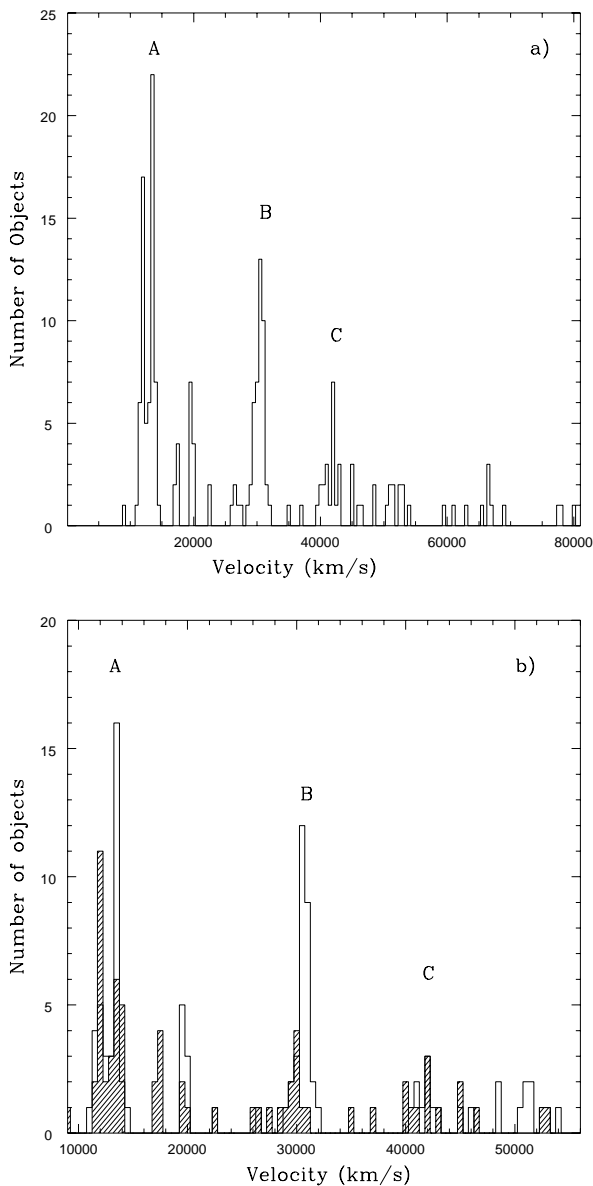 25
A
a)
20
B
15
Number of Objects
10
C
5
0
20000 40000 60000 80000
Velocity (km/s)
20
A
b)
15
B
Number of objects
10
C
5
0
10000 20000 30000 40000 50000
Velocity (km/s)